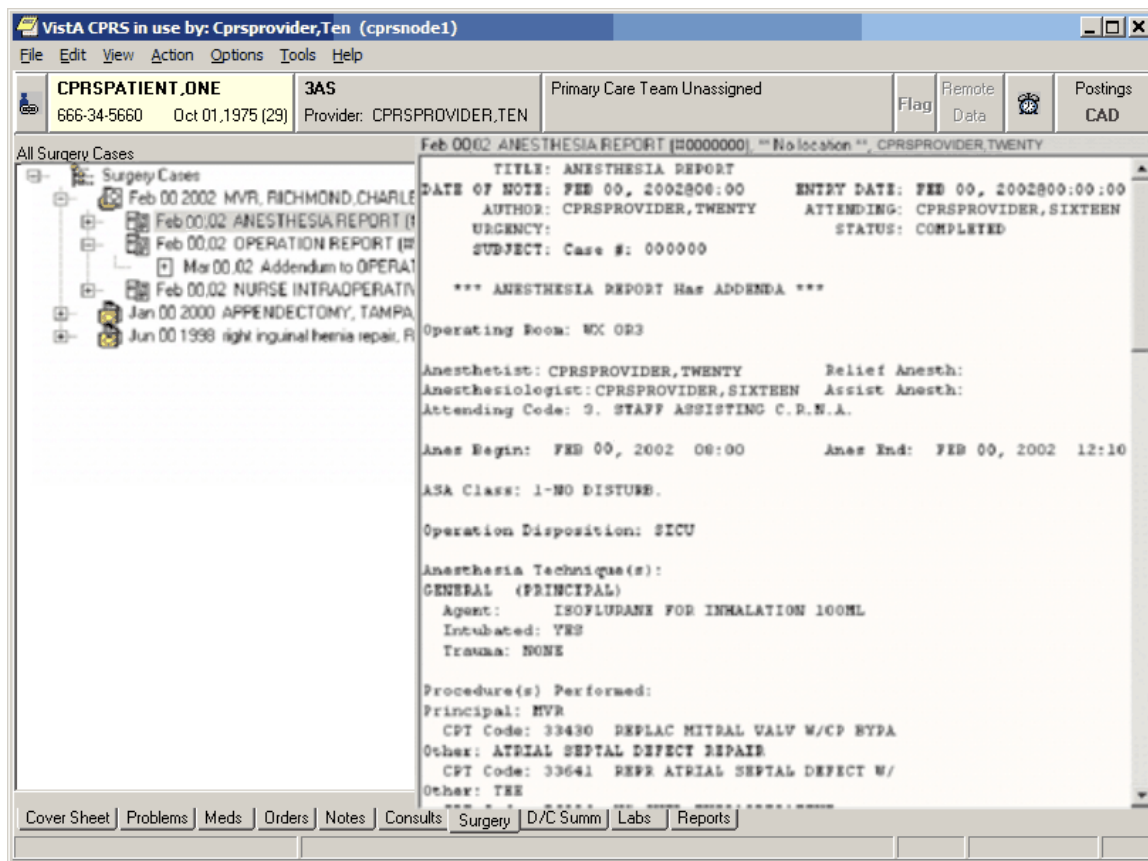 VistA CPRS in use by: Cprsprovider,Ten (cprsnode1)
File Edit View Action Options Tools Help
CPRSPATIENT,ONE
666-34-5660 Oct 01,1975 (29)
3AS
Provider: CPRSPROVIDER,TEN
Primary Care Team Unassigned
Flag
Remote
Data
Postings
CAD
All Surgery Cases
Surgery Cases
Feb 00 2002 MVR, RICHMOND,CHARLE
Feb 00,02 ANESTHESIA REPORT (#
Feb 00,02 OPERATION REPORT (#
Mar 00,02 Addendum to OPERAT
Feb 00,02 NURSE INTRAOPERATIV
Jan 00 2000 APPENDECTOMY, TAMPA,
Jun 00 1998 right inguinal hernia repair, R
Feb 00,02 ANESTHESIA REPORT (#0000000), ** No location **, CPRSPROVIDER,TWENTY
TITLE: ANESTHESIA REPORT
DATE OF NOTE: FEB 00, 2002@00:00 ENTRY DATE: FEB 00, 2002@00:00:00
AUTHOR: CPRSPROVIDER,TWENTY ATTENDING: CPRSPROVIDER,SIXTEEN
URGENCY: STATUS: COMPLETED
SUBJECT: Case #: 000000
*** ANESTHESIA REPORT Has ADDENDA ***
Operating Room: WX OR3
Anesthetist: CPRSPROVIDER,TWENTY Relief Anesth:
Anesthesiologist: CPRSPROVIDER,SIXTEEN Assist Anesth:
Attending Code: 3. STAFF ASSISTING C.R.N.A.
Anes Begin: FEB 00, 2002 08:00 Anes End: FEB 00, 2002 12:10
ASA Class: 1-NO DISTURB.
Operation Disposition: SICU
Anesthesia Technique(s):
GENERAL (PRINCIPAL)
Agent: ISOFLURANE FOR INHALATION 100ML
Intubated: YES
Trauma: NONE
Procedure(s) Performed:
Principal: MVR
CPT Code: 33430 REPLAC MITRAL VALV W/CP BYPA
Other: ATRIAL SEPTAL DEFECT REPAIR
CPT Code: 33641 REPR ATRIAL SEPTAL DEFECT W/
Other: TEE
Cover Sheet Problems Meds Orders Notes Consults Surgery D/C Summ Labs Reports